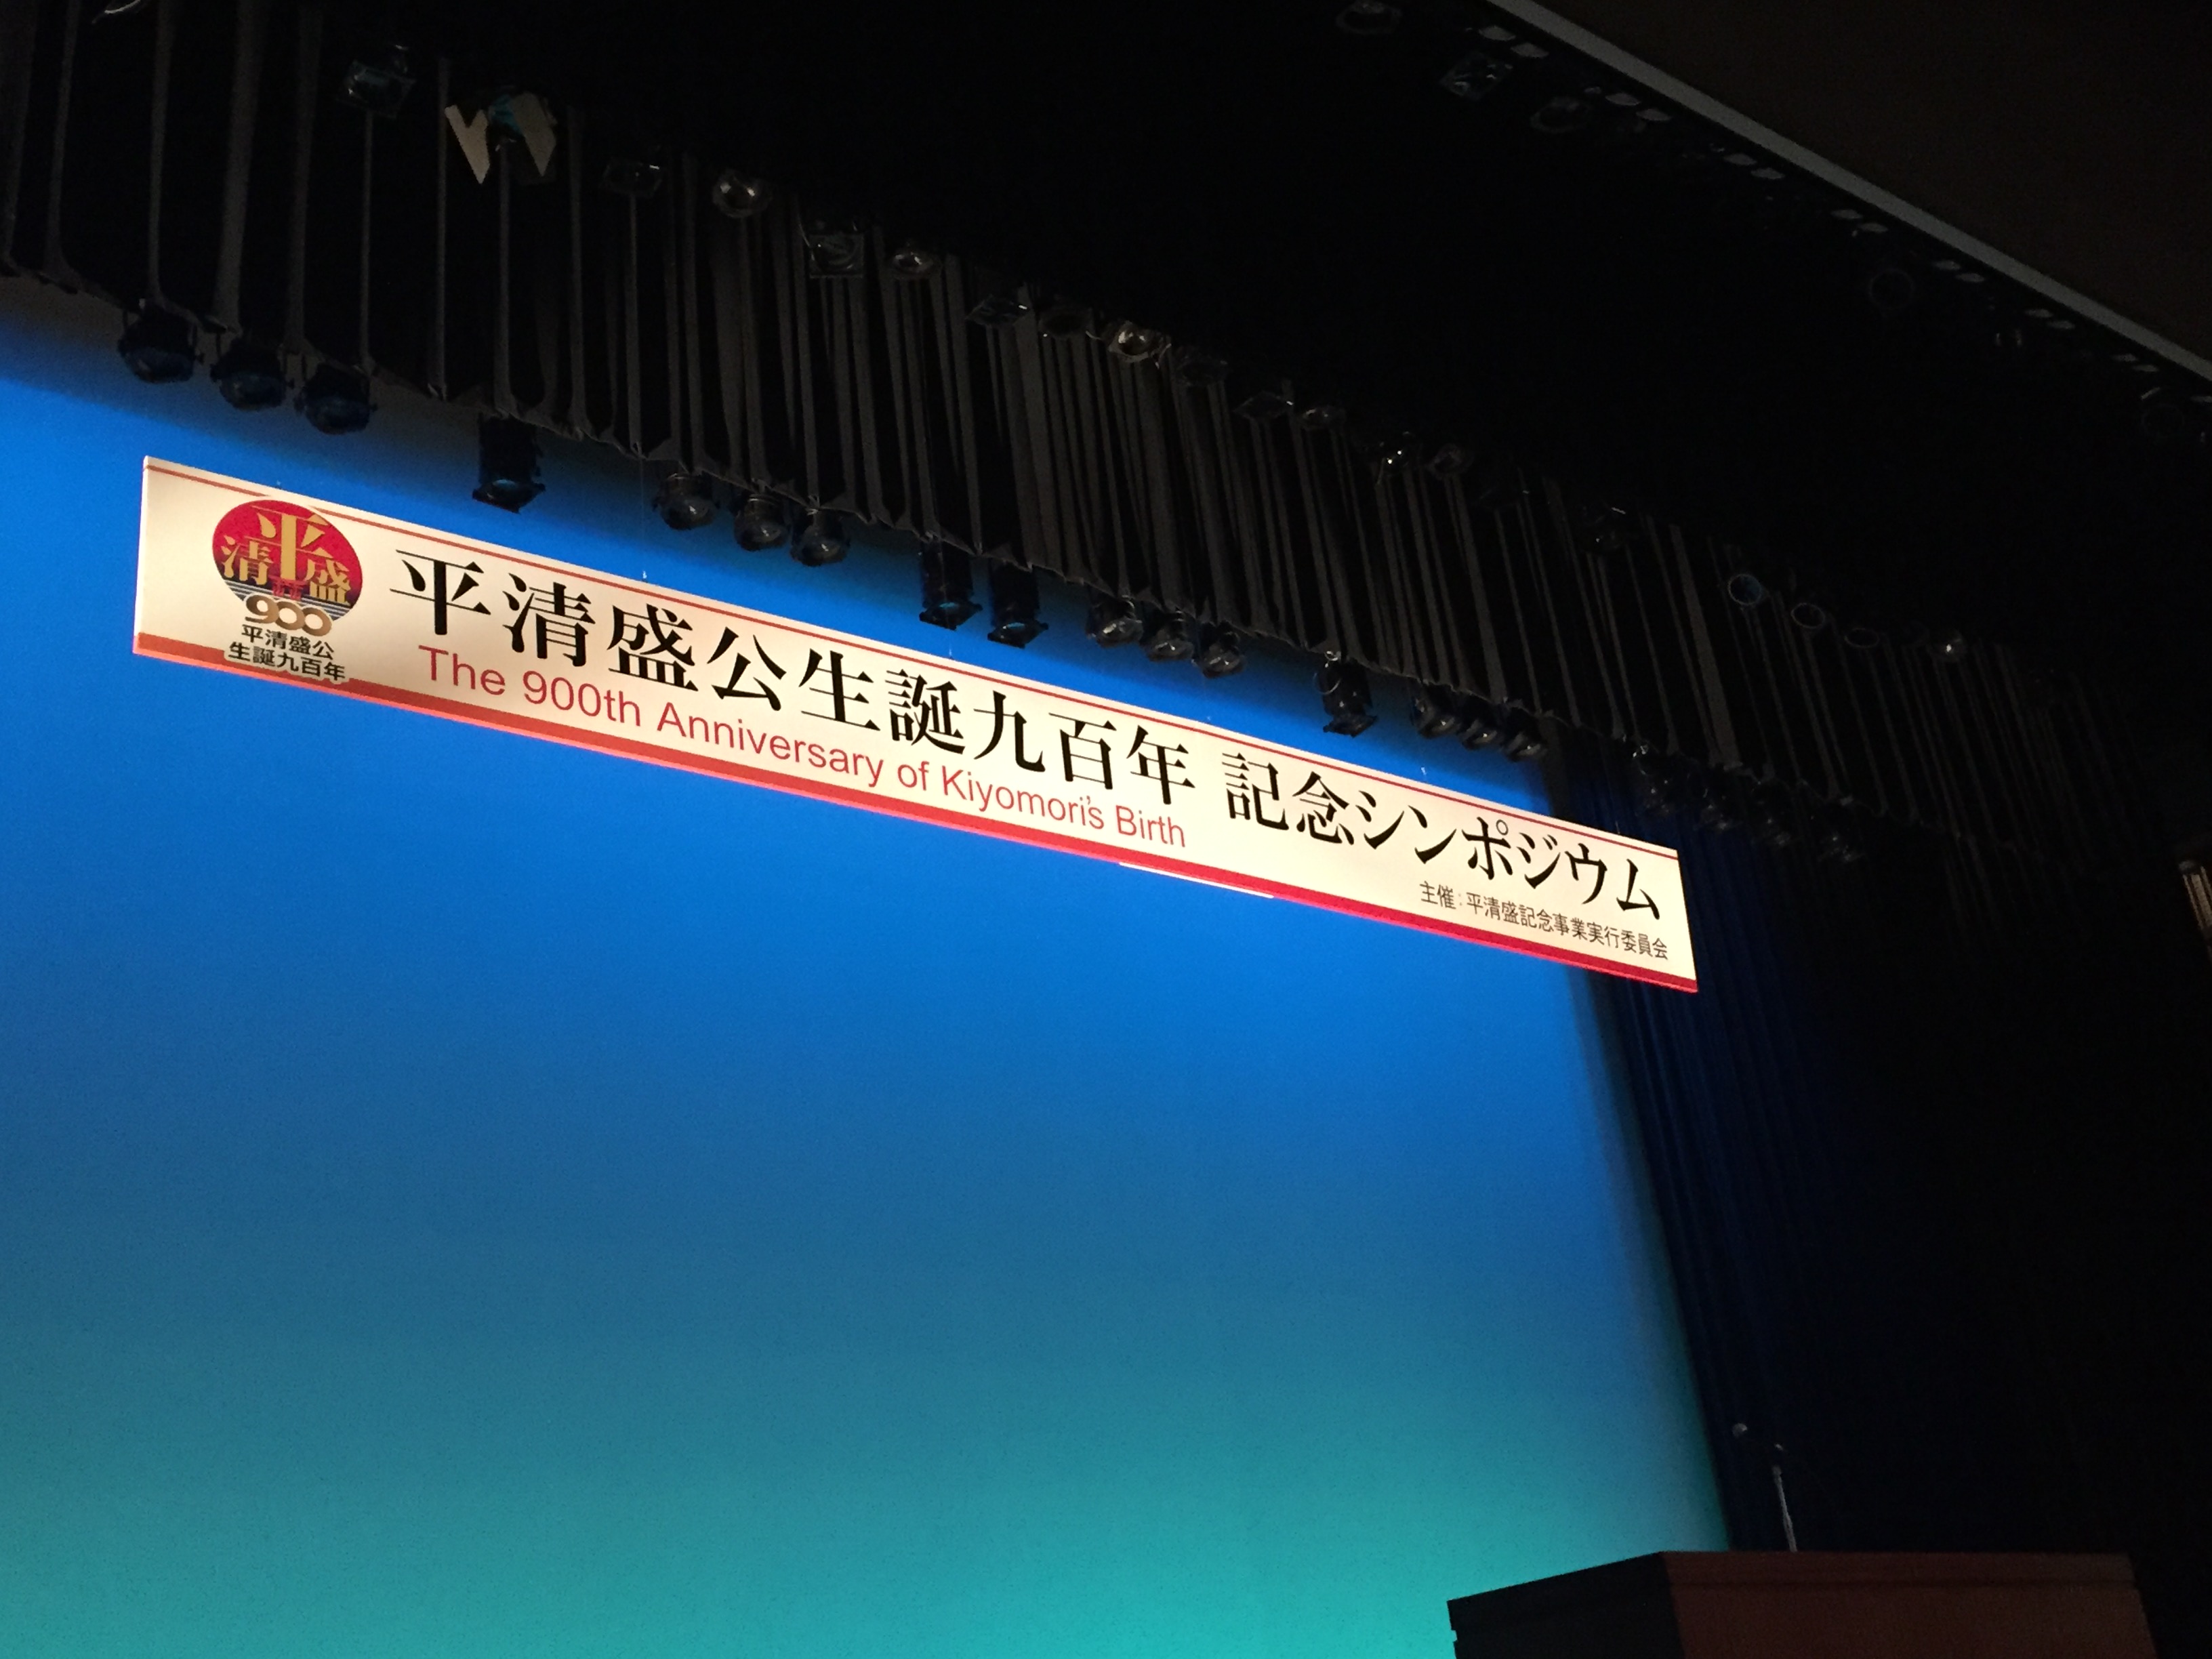 平
清盛
900
平清盛公
生誕九百年
平清盛公生誕九百年 記念シンポジウム
The 900th Anniversary of Kiyomori's Birth
主催:平清盛記念事業実行委員会